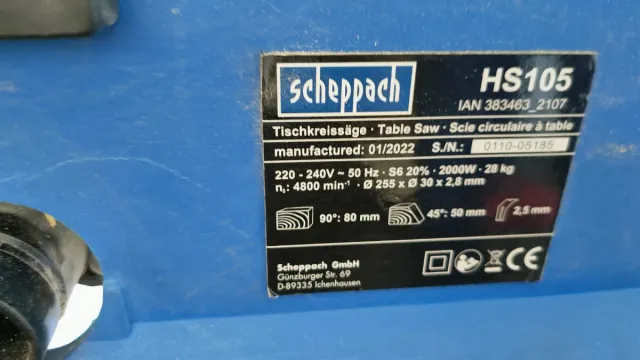 scheppach HS105
IAN 383463_2107
Tischkreissäge · Table Saw · Scie circulaire à table
manufactured: 01/2022 S./N.: 0110-05185
220 - 240V ~ 50 Hz · S6 20% · 2000W · 28 kg
n₀: 4800 min⁻¹ · Ø 255 x Ø 30 x 2,8 mm
90°: 80 mm 45°: 50 mm 2,5 mm
Scheppach GmbH
Günzburger Str. 69
D-89335 Ichenhausen
CE